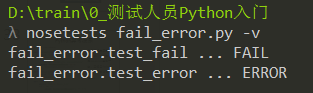 D:\train\0_测试人员Python入门
λ nosetests fail_error.py -v
fail_error.test_fail ... FAIL
fail_error.test_error ... ERROR